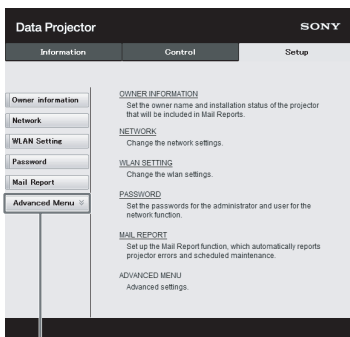 Data Projector
SONY
Information
Control
Setup
Owner information
Network
WLAN Setting
Password
Mail Report
Advanced Menu
OWNER INFORMATION
Set the owner name and installation status of the projector
that will be included in Mail Reports.
NETWORK
Change the network settings.
WLAN SETTING
Change the wlan settings.
PASSWORD
Set the passwords for the administrator and user for the
network function.
MAIL REPORT
Set up the Mail Report function, which automatically reports
projector errors and scheduled maintenance.
ADVANCED MENU
Advanced settings.